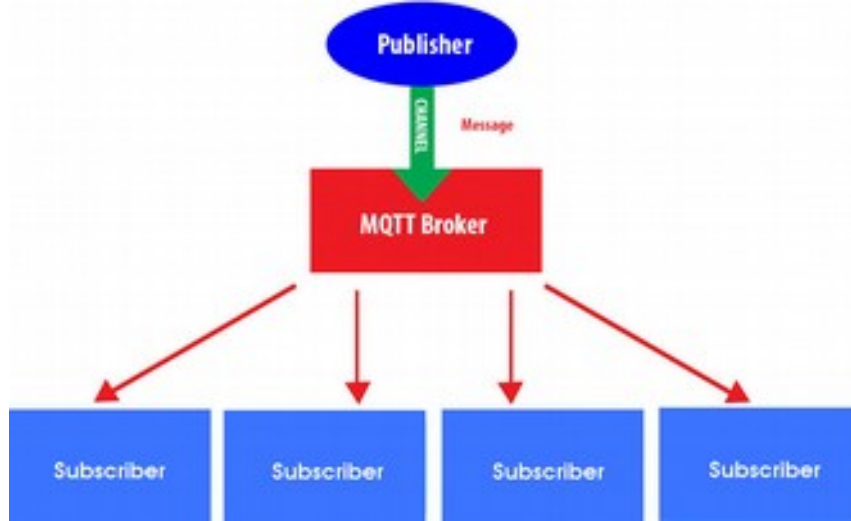 Publisher
CHANNEL
Message
MQTT Broker
Subscriber
Subscriber
Subscriber
Subscriber